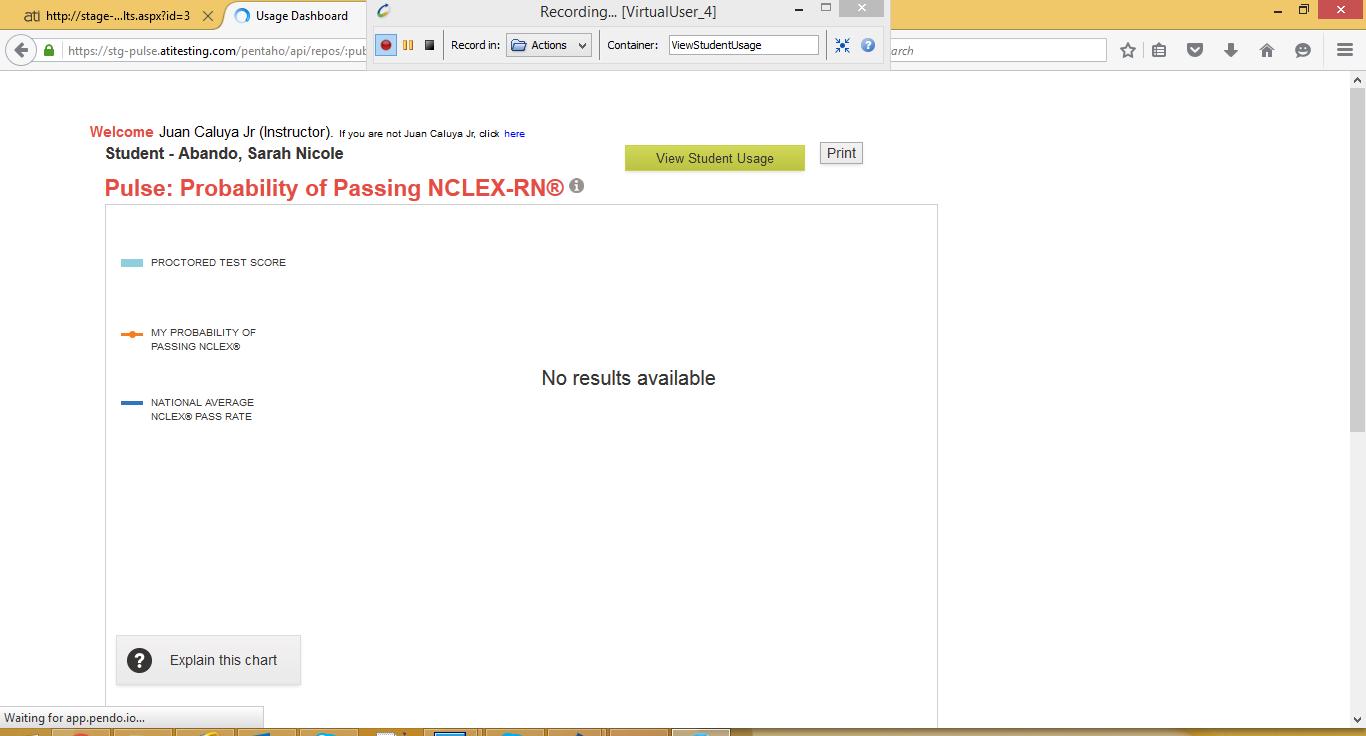 ati http://stage-...lts.aspx?id=3
Usage Dashboard
Recording... [VirtualUser_4]
https://stg-pulse.atitesting.com/pentaho/api/repos/:pub
Record in: Actions Container: ViewStudentUsage
arch
Welcome Juan Caluya Jr (Instructor). If you are not Juan Caluya Jr, click here
Student - Abando, Sarah Nicole
View Student Usage
Print
Pulse: Probability of Passing NCLEX-RN®
PROCTORED TEST SCORE
MY PROBABILITY OF
PASSING NCLEX®
No results available
NATIONAL AVERAGE
NCLEX® PASS RATE
? Explain this chart
Waiting for app.pendo.io...